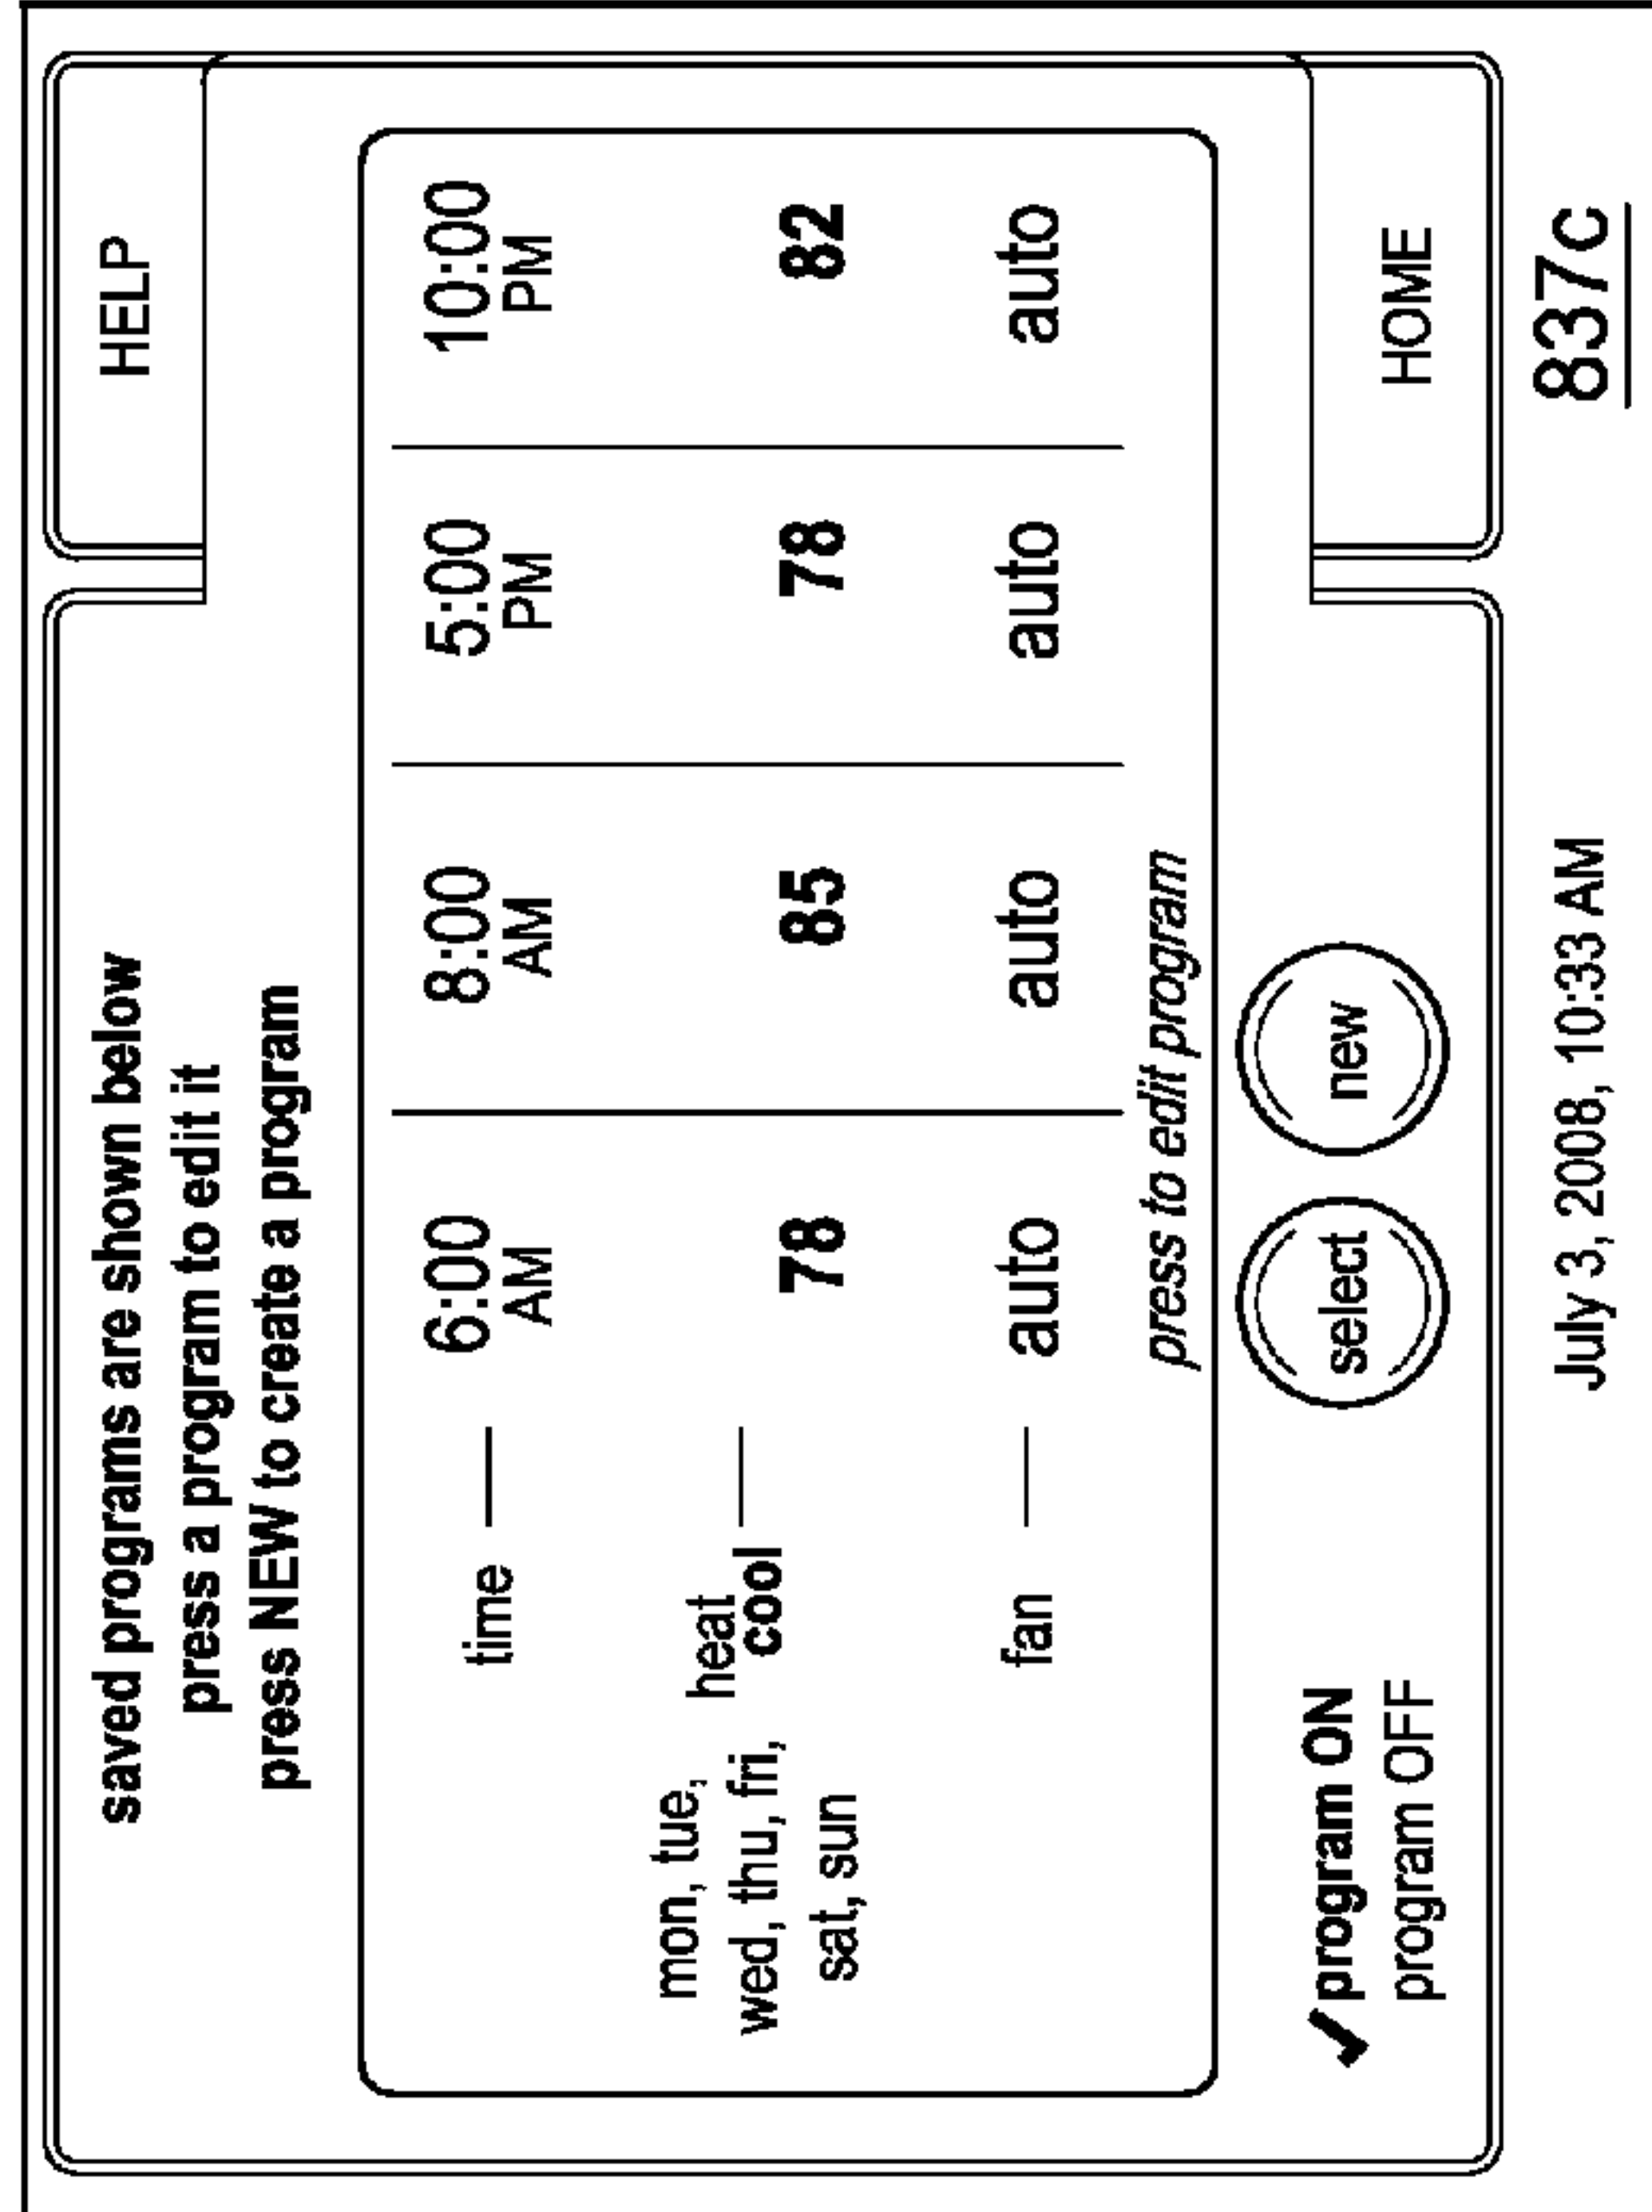 saved programs are shown below
press a program to edit it
press NEW to create a program
HELP
time 6:00 AM 8:00 AM 5:00 PM 10:00 PM
mon, tue,
wed, thu, fri,
sat, sun
heat
cool 78 85 78 82
fan auto auto auto auto
press to edit program
✓program ON
program OFF
select new
HOME
July 3, 2008, 10:33 AM
837c